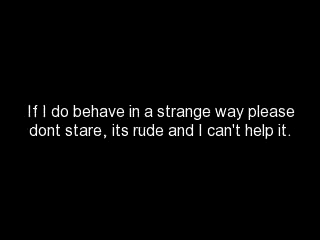 If I do behave in a strange way please
dont stare, its rude and I can't help it.